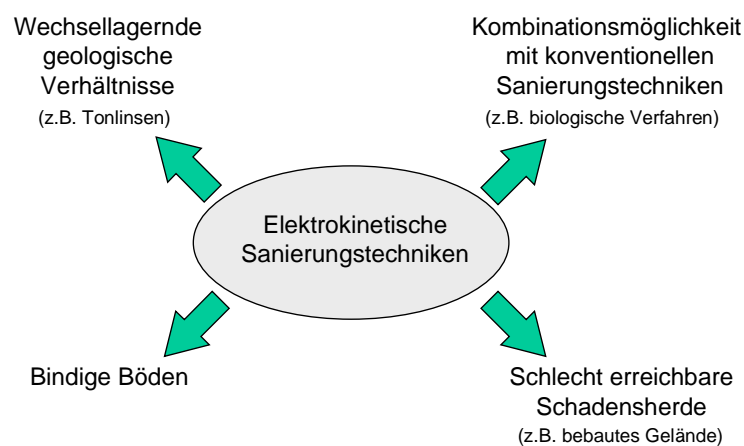 Wechsellagernde
geologische
Verhältnisse
(z.B. Tonlinsen)
Kombinationsmöglichkeit
mit konventionellen
Sanierungstechniken
(z.B. biologische Verfahren)
Elektrokinetische
Sanierungstechniken
Bindige Böden
Schlecht erreichbare
Schadensherde
(z.B. bebautes Gelände)